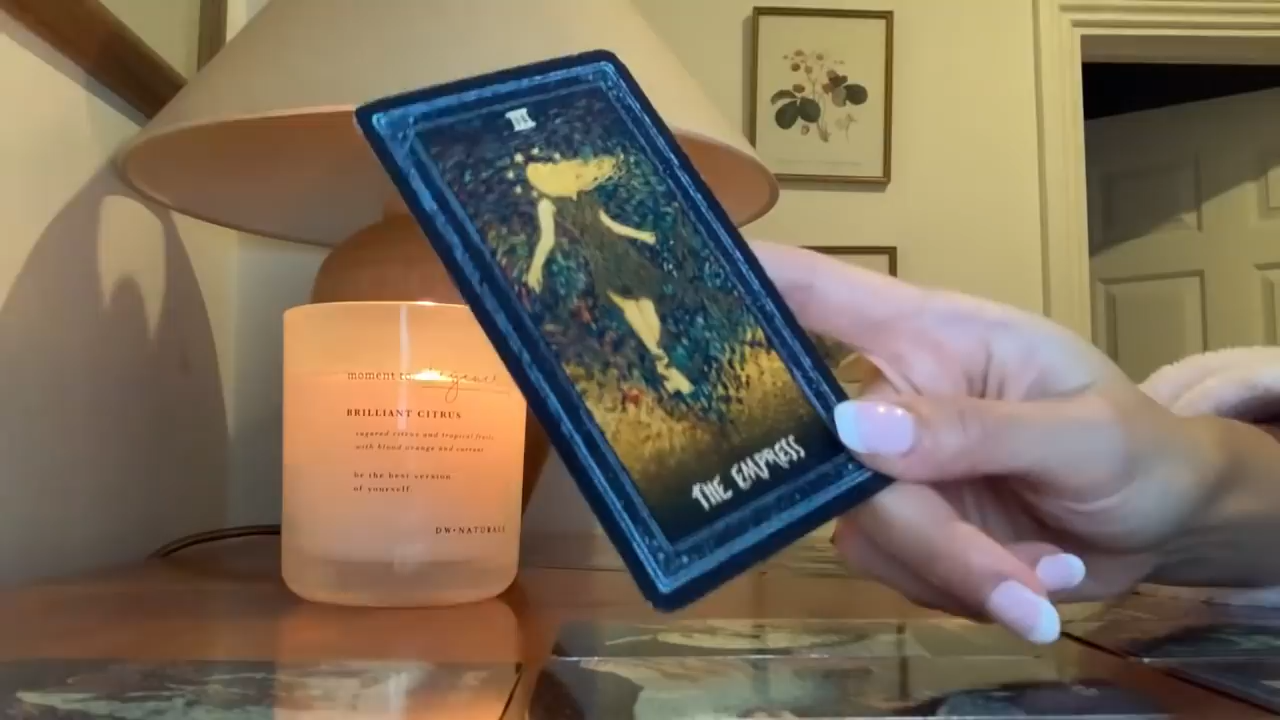 III
THE EMPRESS
moment to
BRILLIANT CITRUS
sugared citrus and tropical fruits
with blood orange and currant
be the best version
of yourself.
DW•NATURALS